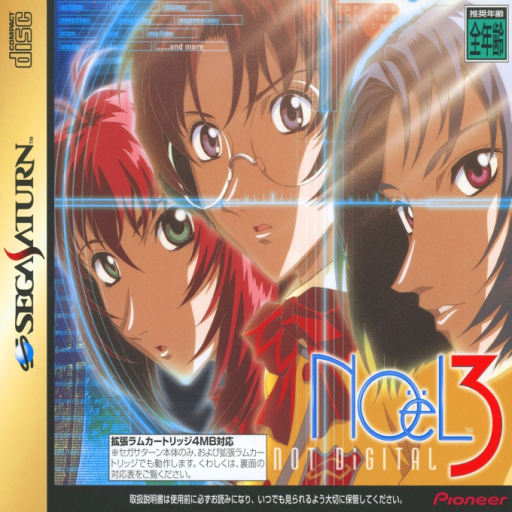 COMPACT
DISC
SEGA SATURN™
......and more
推奨年齢
全年齢
NOëL3™
NOT DiGITAL
拡張ラムカートリッジ4MB対応
※セガサターン本体のみ、および拡張ラムカー
トリッジでも動作します。くわしくは、裏面の
対応表をご覧ください。
取扱説明書は使用前に必ずお読みになり、いつでも見られるよう大切に保管してください。
Pioneer